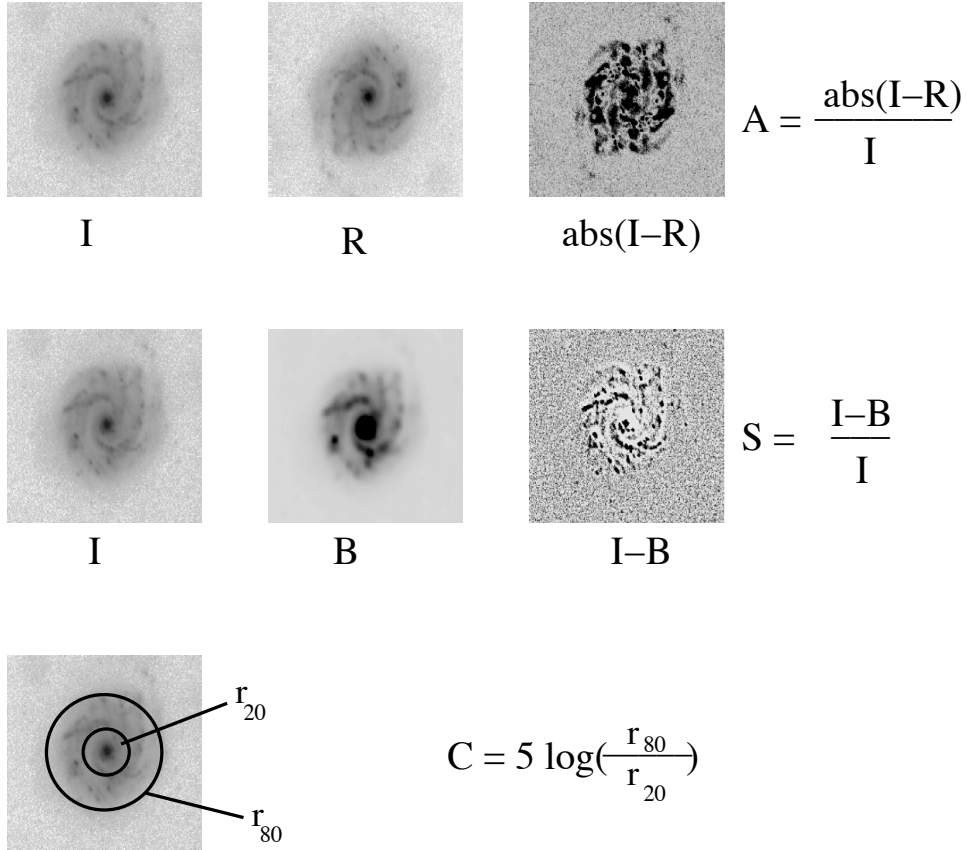 I
R
abs(I–R)
A = abs(I–R) / I
I
B
I–B
S = I–B / I
r20
r80
C = 5 log(r80 / r20)